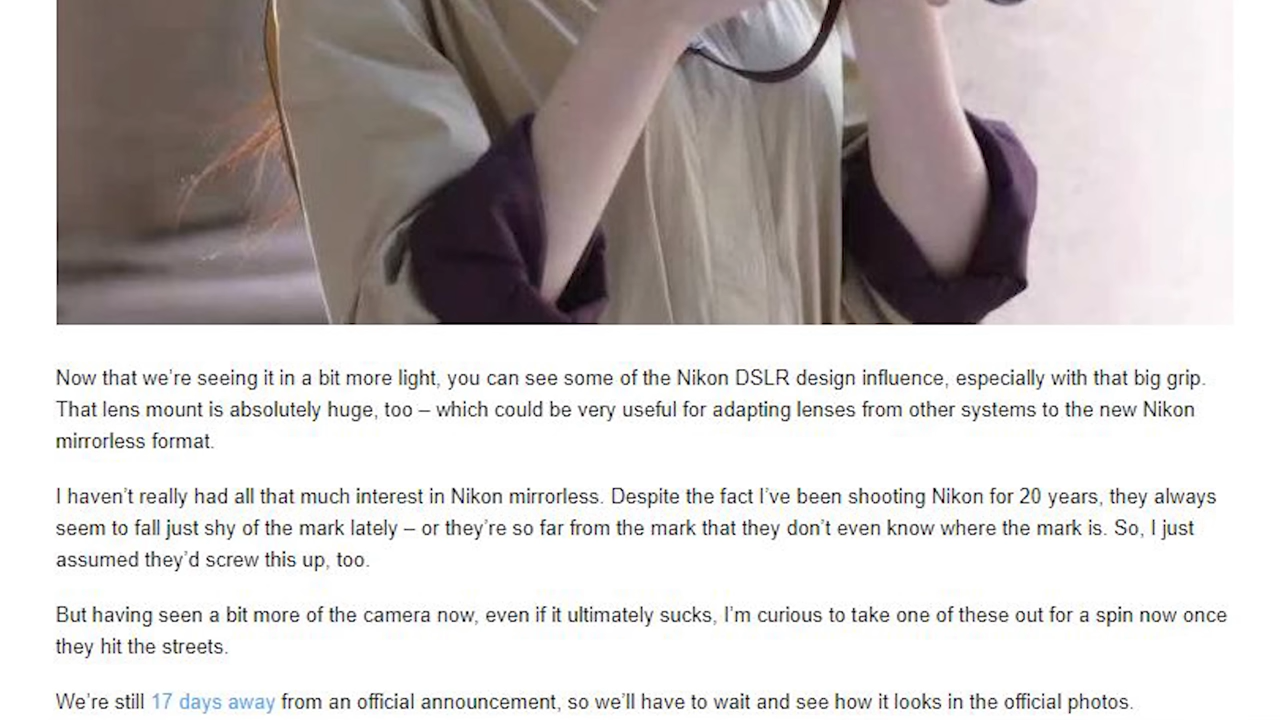 Now that we’re seeing it in a bit more light, you can see some of the Nikon DSLR design influence, especially with that big grip.
That lens mount is absolutely huge, too – which could be very useful for adapting lenses from other systems to the new Nikon
mirrorless format.
I haven’t really had all that much interest in Nikon mirrorless. Despite the fact I’ve been shooting Nikon for 20 years, they always
seem to fall just shy of the mark lately – or they’re so far from the mark that they don’t even know where the mark is. So, I just
assumed they’d screw this up, too.
But having seen a bit more of the camera now, even if it ultimately sucks, I’m curious to take one of these out for a spin now once
they hit the streets.
We’re still 17 days away from an official announcement, so we’ll have to wait and see how it looks in the official photos.